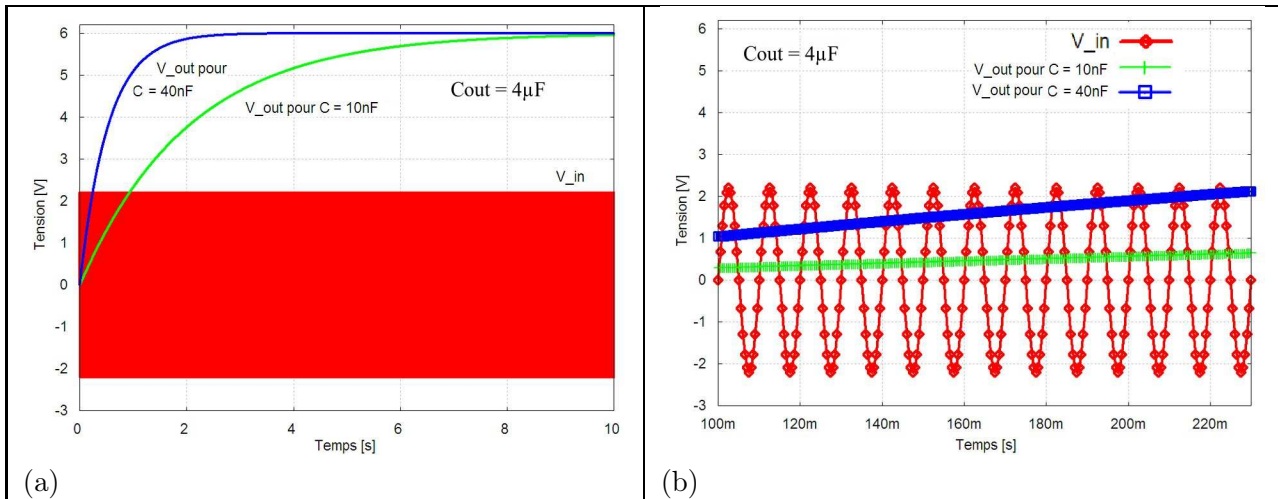 6
5
4
3
2
1
0
-1
-2
-3
Tension [V]
V_out pour
C = 40nF
V_out pour C = 10nF
Cout = 4µF
V_in
0
2
4
6
8
10
Temps [s]
(a)
6
5
4
3
2
1
0
-1
-2
-3
Tension [V]
Cout = 4µF
V_in
V_out pour C = 10nF
V_out pour C = 40nF
100m
120m
140m
160m
180m
200m
220m
Temps [s]
(b)